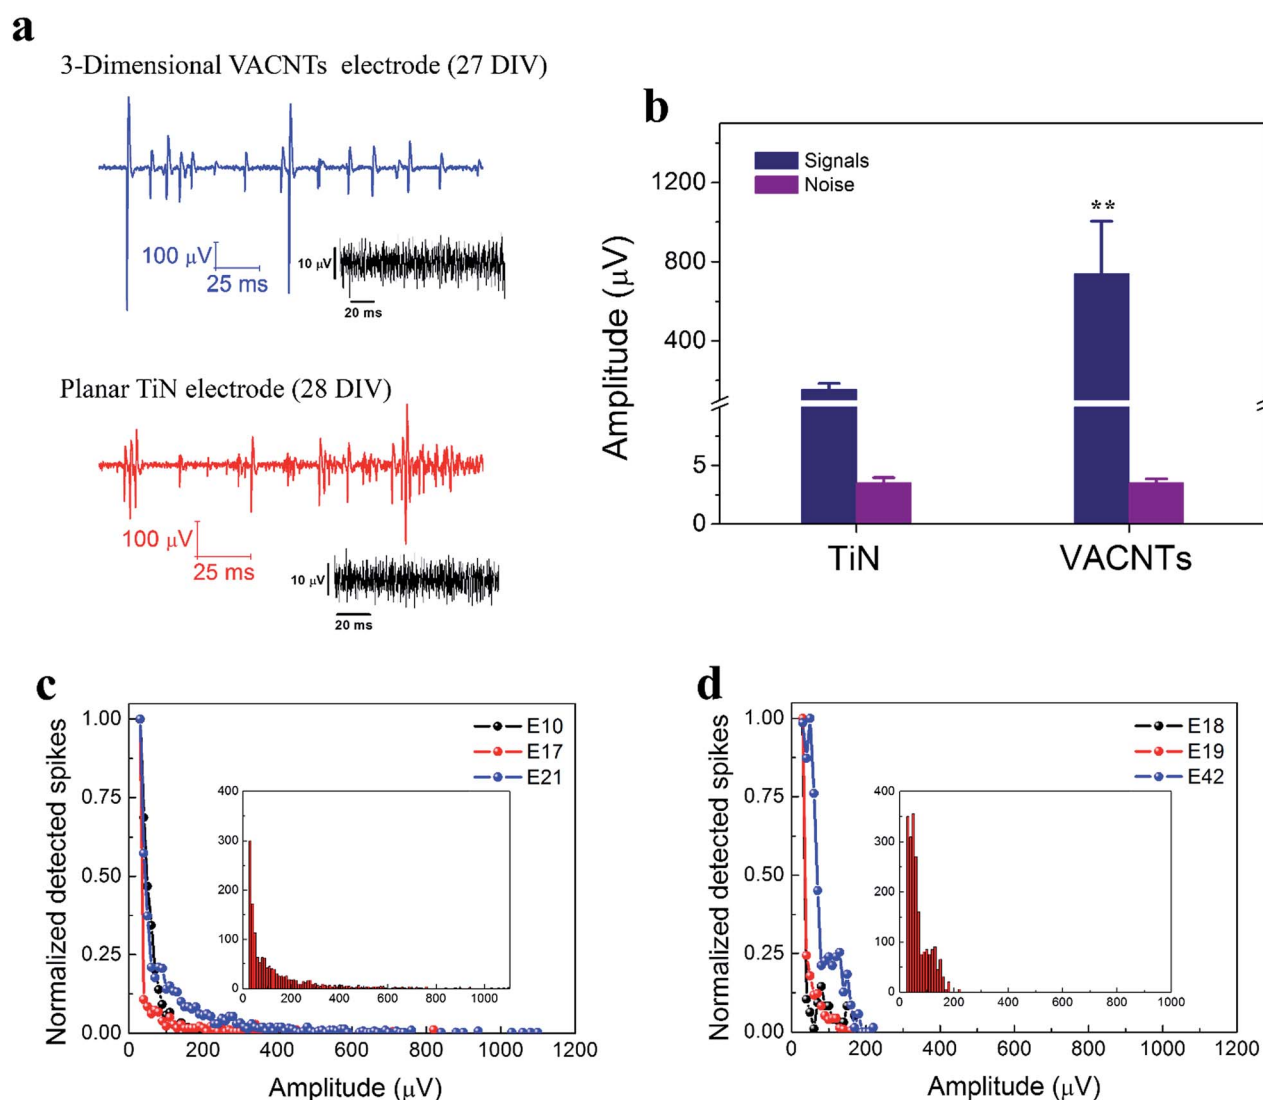 a
3-Dimensional VACNTs electrode (27 DIV)
100 μV
25 ms
10 μV
20 ms
Planar TiN electrode (28 DIV)
100 μV
25 ms
10 μV
20 ms
b
Signals
Noise
**
1200
800
400
5
0
Amplitude (μV)
TiN
VACNTs
c
1.00
0.75
0.50
0.25
0.00
Normalized detected spikes
E10
E17
E21
400
300
200
100
0
0
200
400
600
800
1000
0
200
400
600
800
1000
1200
Amplitude (μV)
d
1.00
0.75
0.50
0.25
0.00
Normalized detected spikes
E18
E19
E42
400
300
200
100
0
0
200
400
600
800
1000
0
200
400
600
800
1000
1200
Amplitude (μV)